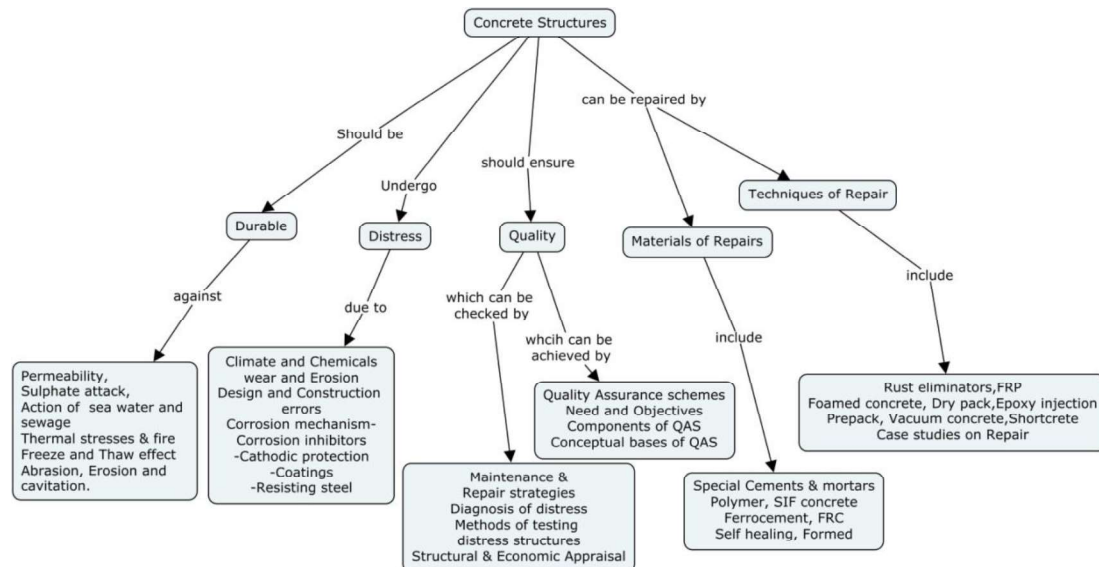 Concrete Structures
can be repaired by
Should be
should ensure
Undergo
Techniques of Repair
Durable
Distress
Quality
Materials of Repairs
against
due to
which can be
checked by
whcih can be
achieved by
include
include
Permeability,
Sulphate attack,
Action of sea water and
sewage
Thermal stresses & fire
Freeze and Thaw effect
Abrasion, Erosion and
cavitation.
Climate and Chemicals
wear and Erosion
Design and Construction
errors
Corrosion mechanism-
Corrosion inhibitors
-Cathodic protection
-Coatings
-Resisting steel
Quality Assurance schemes
Need and Objectives
Components of QAS
Conceptual bases of QAS
Rust eliminators,FRP
Foamed concrete, Dry pack,Epoxy injection
Prepack, Vacuum concrete,Shortcrete
Case studies on Repair
Maintenance &
Repair strategies
Diagnosis of distress
Methods of testing
distress structures
Structural & Economic Appraisal
Special Cements & mortars
Polymer, SIF concrete
Ferrocement, FRC
Self healing, Formed